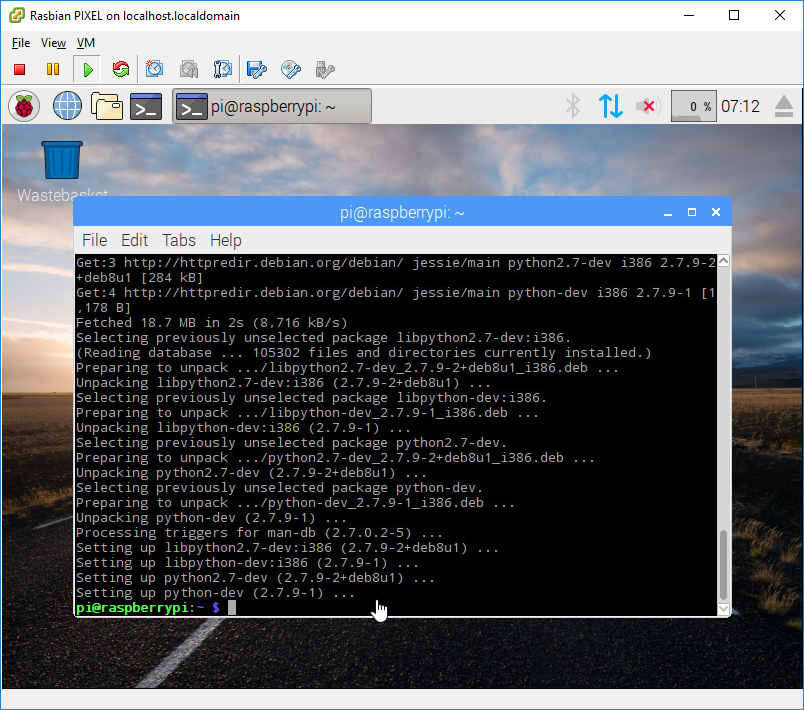 Rasbian PIXEL on localhost.localdomain
File View VM
pi@raspberrypi: ~
0 %
07:12
Wastebasket
pi@raspberrypi: ~
File Edit Tabs Help
Get:3 http://httpredir.debian.org/debian/ jessie/main python2.7-dev i386 2.7.9-2
+deb8u1 [284 kB]
Get:4 http://httpredir.debian.org/debian/ jessie/main python-dev i386 2.7.9-1 [1
,178 B]
Fetched 18.7 MB in 2s (8,716 kB/s)
Selecting previously unselected package libpython2.7-dev:i386.
(Reading database ... 105302 files and directories currently installed.)
Preparing to unpack .../libpython2.7-dev_2.7.9-2+deb8u1_i386.deb ...
Unpacking libpython2.7-dev:i386 (2.7.9-2+deb8u1) ...
Selecting previously unselected package libpython-dev:i386.
Preparing to unpack .../libpython-dev_2.7.9-1_i386.deb ...
Unpacking libpython-dev:i386 (2.7.9-1) ...
Selecting previously unselected package python2.7-dev.
Preparing to unpack .../python2.7-dev_2.7.9-2+deb8u1_i386.deb ...
Unpacking python2.7-dev (2.7.9-2+deb8u1) ...
Selecting previously unselected package python-dev.
Preparing to unpack .../python-dev_2.7.9-1_i386.deb ...
Unpacking python-dev (2.7.9-1) ...
Processing triggers for man-db (2.7.0.2-5) ...
Setting up libpython2.7-dev:i386 (2.7.9-2+deb8u1) ...
Setting up libpython-dev:i386 (2.7.9-1) ...
Setting up python2.7-dev (2.7.9-2+deb8u1) ...
Setting up python-dev (2.7.9-1) ...
pi@raspberrypi:~ $